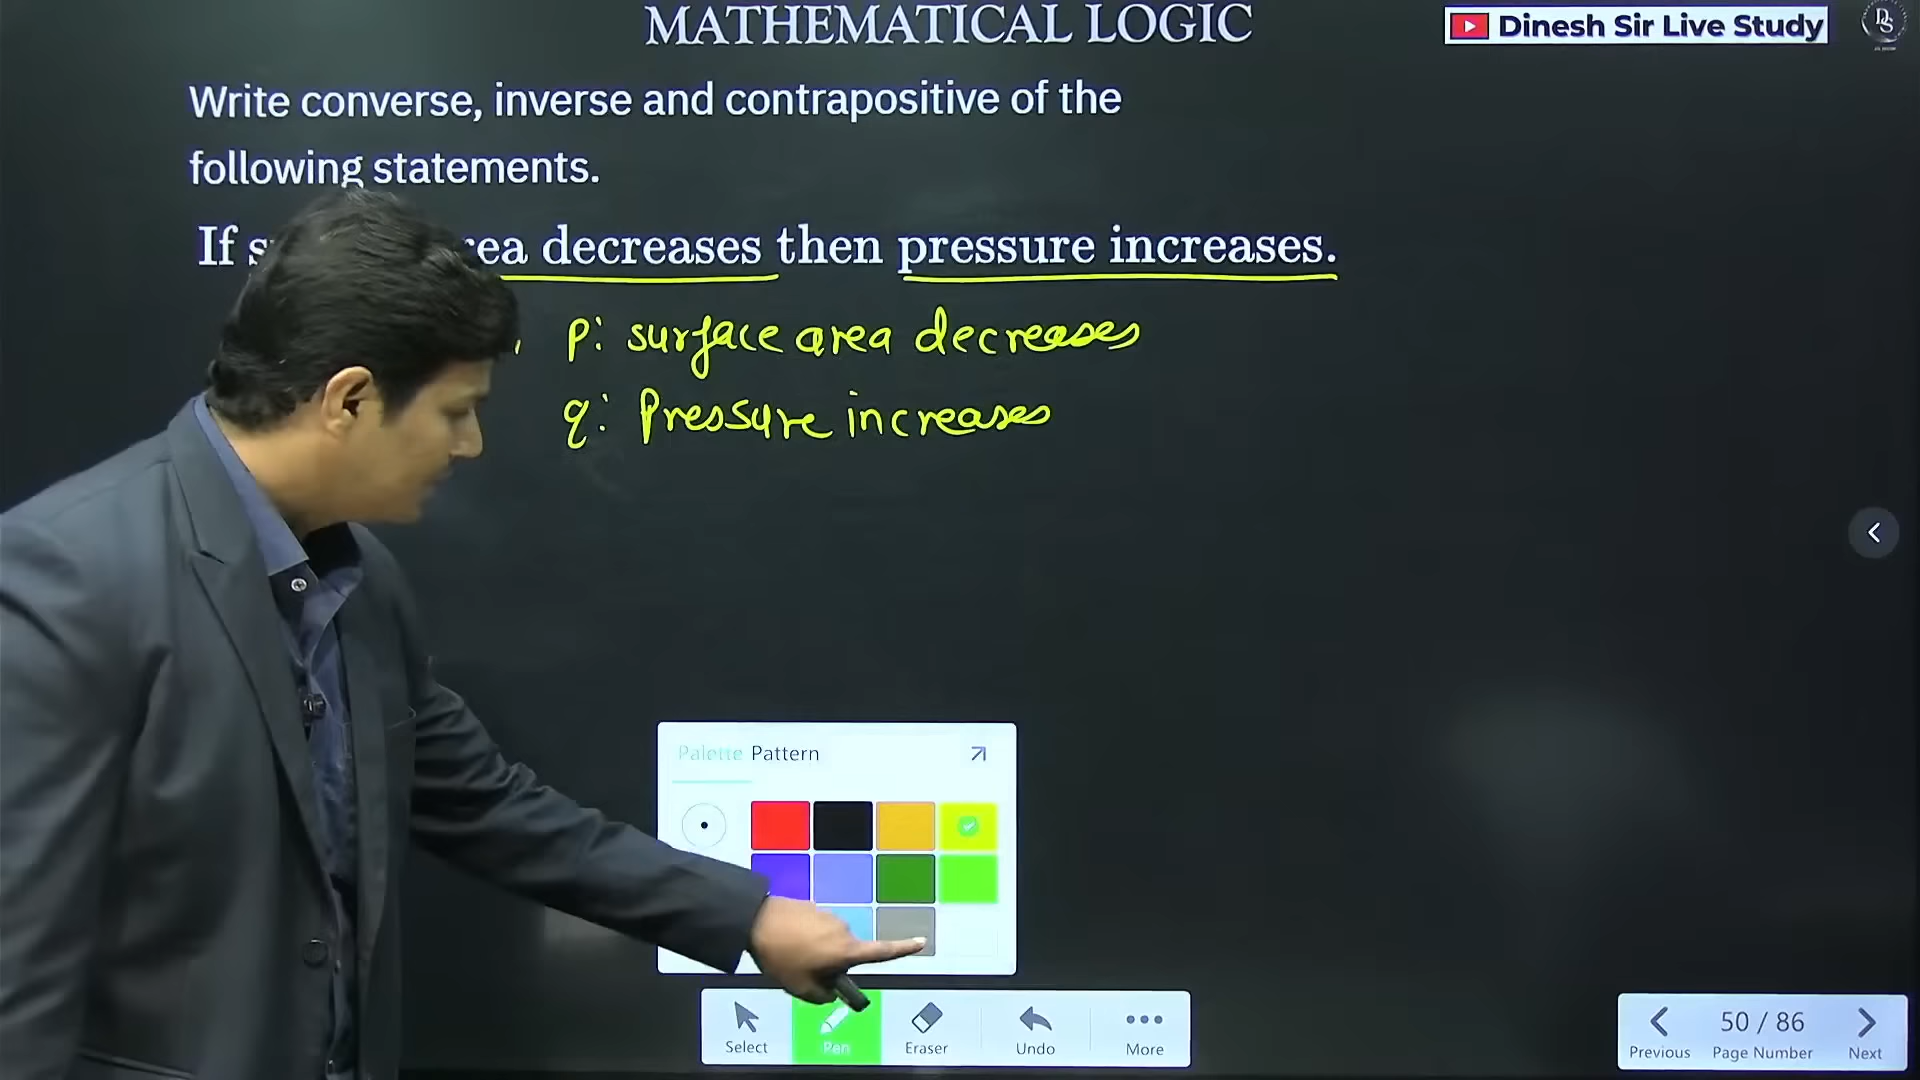 MATHEMATICAL LOGIC
Dinesh Sir Live Study
DS
Write converse, inverse and contrapositive of the
following statements.
If decreases then pressure increases.
p: surface area decreases
q: Pressure increases
Palette Pattern
Select
Pen
Eraser
Undo
More
50 / 86
Previous
Page Number
Next